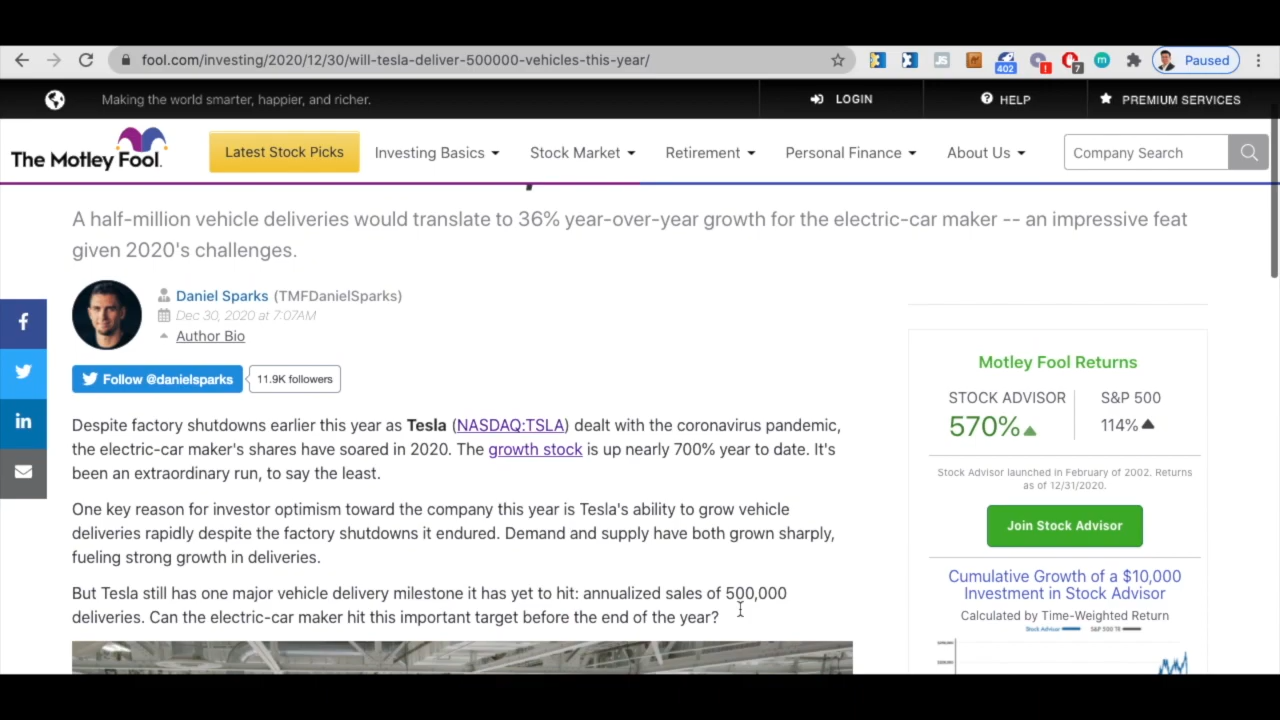 fool.com/investing/2020/12/30/will-tesla-deliver-500000-vehicles-this-year/
JS
402
!
7
m
Paused
Making the world smarter, happier, and richer.
LOGIN
HELP
PREMIUM SERVICES
The Motley Fool.
Latest Stock Picks
Investing Basics
Stock Market
Retirement
Personal Finance
About Us
Company Search
A half-million vehicle deliveries would translate to 36% year-over-year growth for the electric-car maker -- an impressive feat
given 2020's challenges.
Daniel Sparks (TMFDanielSparks)
Dec 30, 2020 at 7:07AM
Author Bio
Follow @danielsparks
11.9K followers
Despite factory shutdowns earlier this year as Tesla (NASDAQ:TSLA) dealt with the coronavirus pandemic,
the electric-car maker's shares have soared in 2020. The growth stock is up nearly 700% year to date. It's
been an extraordinary run, to say the least.
One key reason for investor optimism toward the company this year is Tesla's ability to grow vehicle
deliveries rapidly despite the factory shutdowns it endured. Demand and supply have both grown sharply,
fueling strong growth in deliveries.
But Tesla still has one major vehicle delivery milestone it has yet to hit: annualized sales of 500,000
deliveries. Can the electric-car maker hit this important target before the end of the year?
Motley Fool Returns
STOCK ADVISOR
S&P 500
570%
114%
Stock Advisor launched in February of 2002. Returns
as of 12/31/2020.
Join Stock Advisor
Cumulative Growth of a $10,000
Investment in Stock Advisor
Calculated by Time-Weighted Return
Stock Advisor
S&P 500 TR